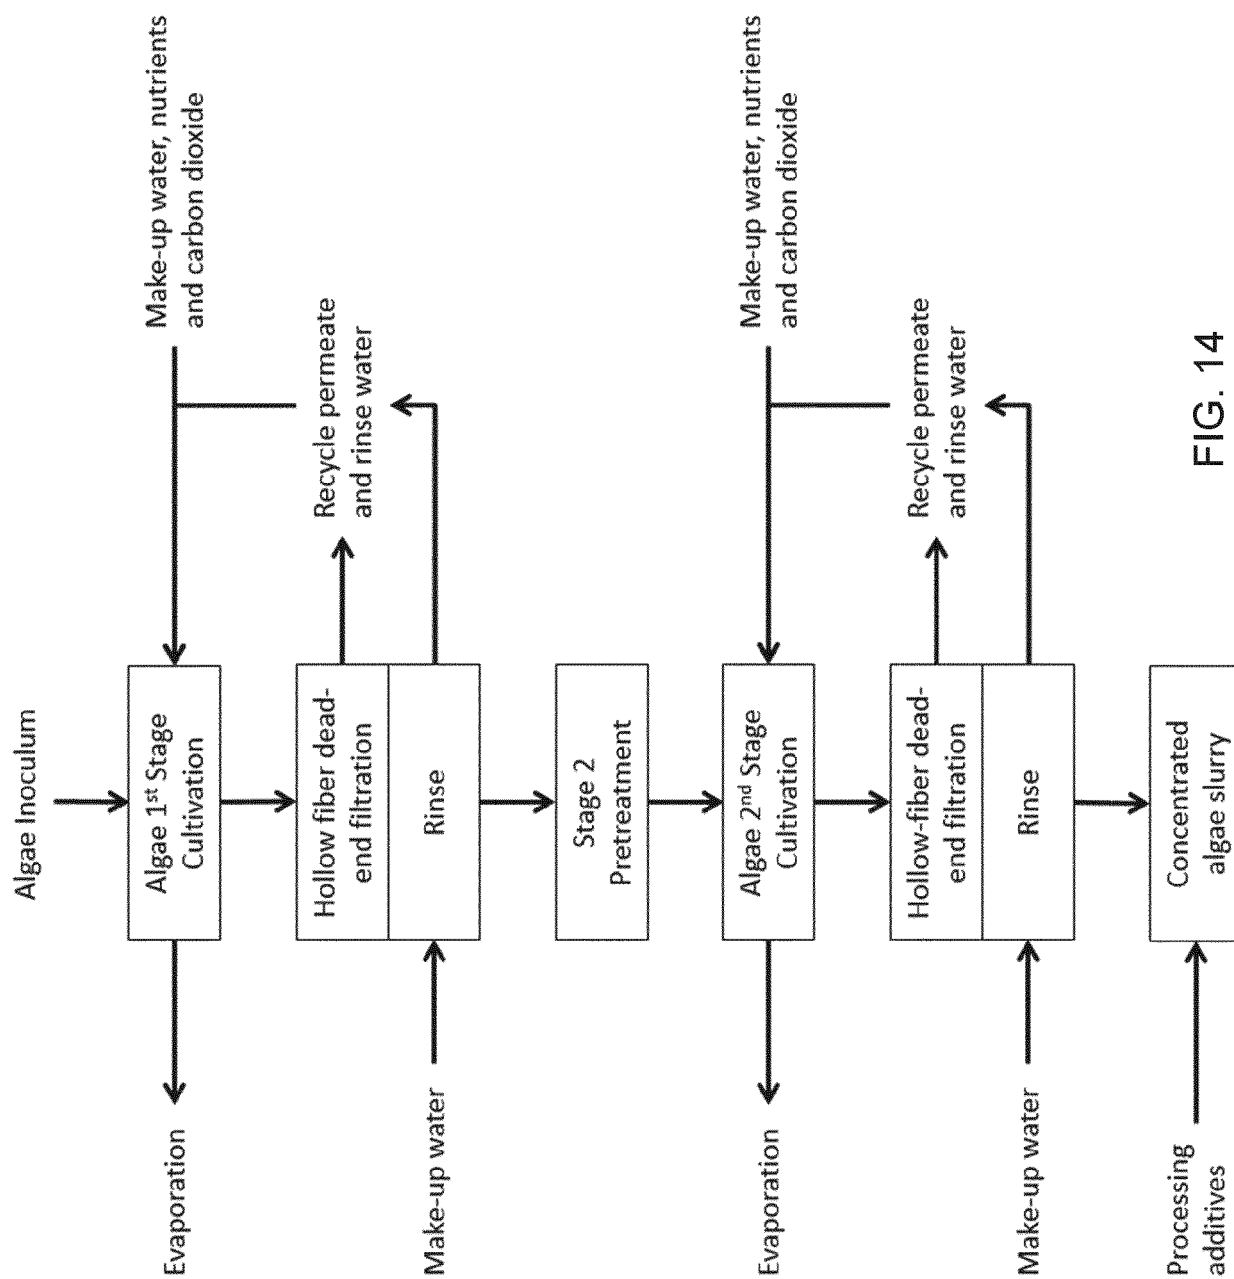 Algae Inoculum
Evaporation
Algae 1st Stage
Cultivation
Make-up water, nutrients
and carbon dioxide
Hollow fiber dead-
end filtration
Recycle permeate
and rinse water
Make-up water
Rinse
Stage 2
Pretreatment
Evaporation
Algae 2nd Stage
Cultivation
Make-up water, nutrients
and carbon dioxide
Hollow-fiber dead-
end filtration
Recycle permeate
and rinse water
Make-up water
Rinse
Processing
additives
Concentrated
algae slurry
FIG. 14